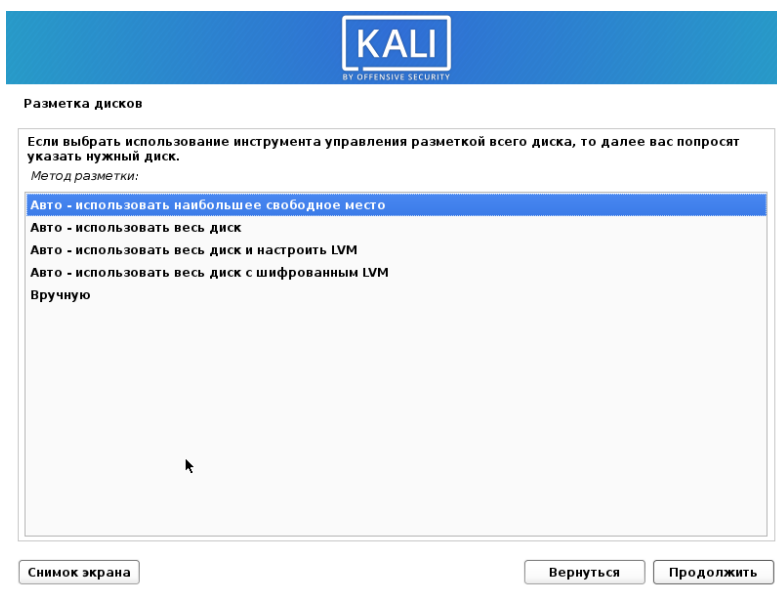 KALI
BY OFFENSIVE SECURITY
Разметка дисков
Если выбрать использование инструмента управления разметкой всего диска, то далее вас попросят
указать нужный диск.
Метод разметки:
Авто - использовать наибольшее свободное место
Авто - использовать весь диск
Авто - использовать весь диск и настроить LVM
Авто - использовать весь диск с шифрованным LVM
Вручную
Снимок экрана
Вернуться
Продолжить